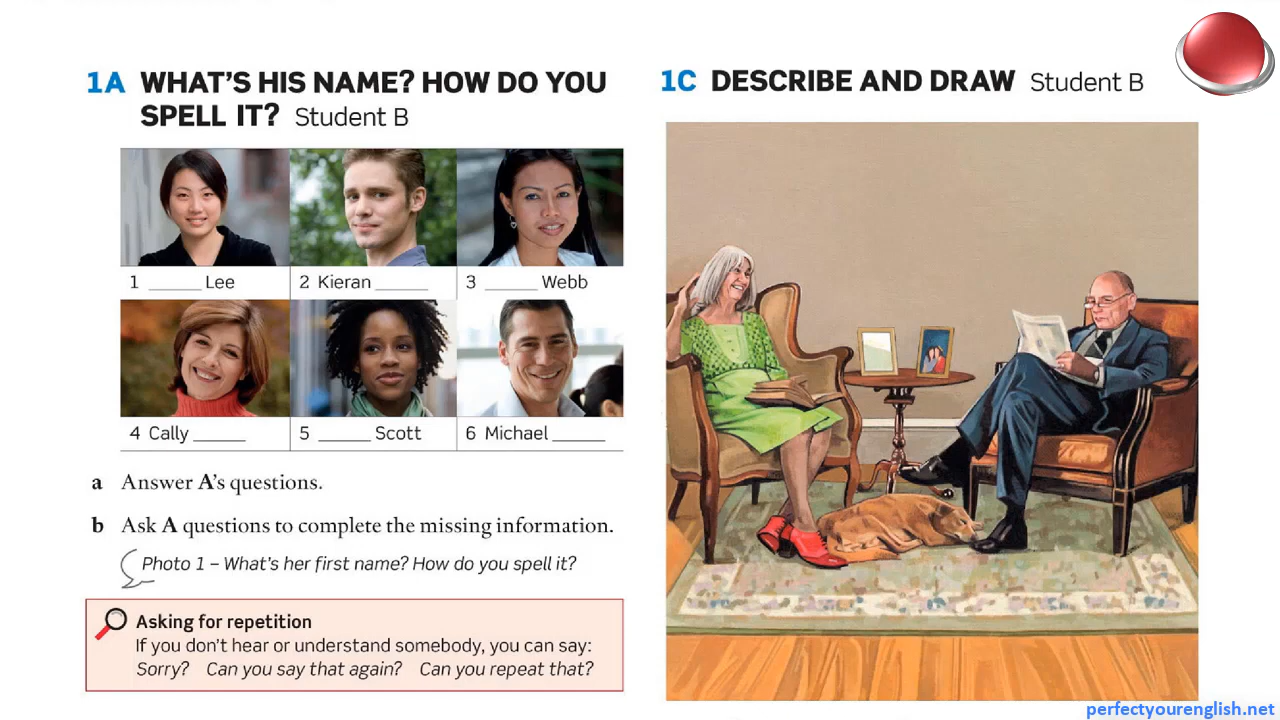 1A WHAT'S HIS NAME? HOW DO YOU
SPELL IT? Student B
1 ______ Lee
2 Kieran ______
3 ______ Webb
4 Cally ______
5 ______ Scott
6 Michael ______
a Answer A's questions.
b Ask A questions to complete the missing information.
Photo 1 – What's her first name? How do you spell it?
Asking for repetition
If you don't hear or understand somebody, you can say:
Sorry? Can you say that again? Can you repeat that?
1C DESCRIBE AND DRAW Student B
perfectyourenglish.net